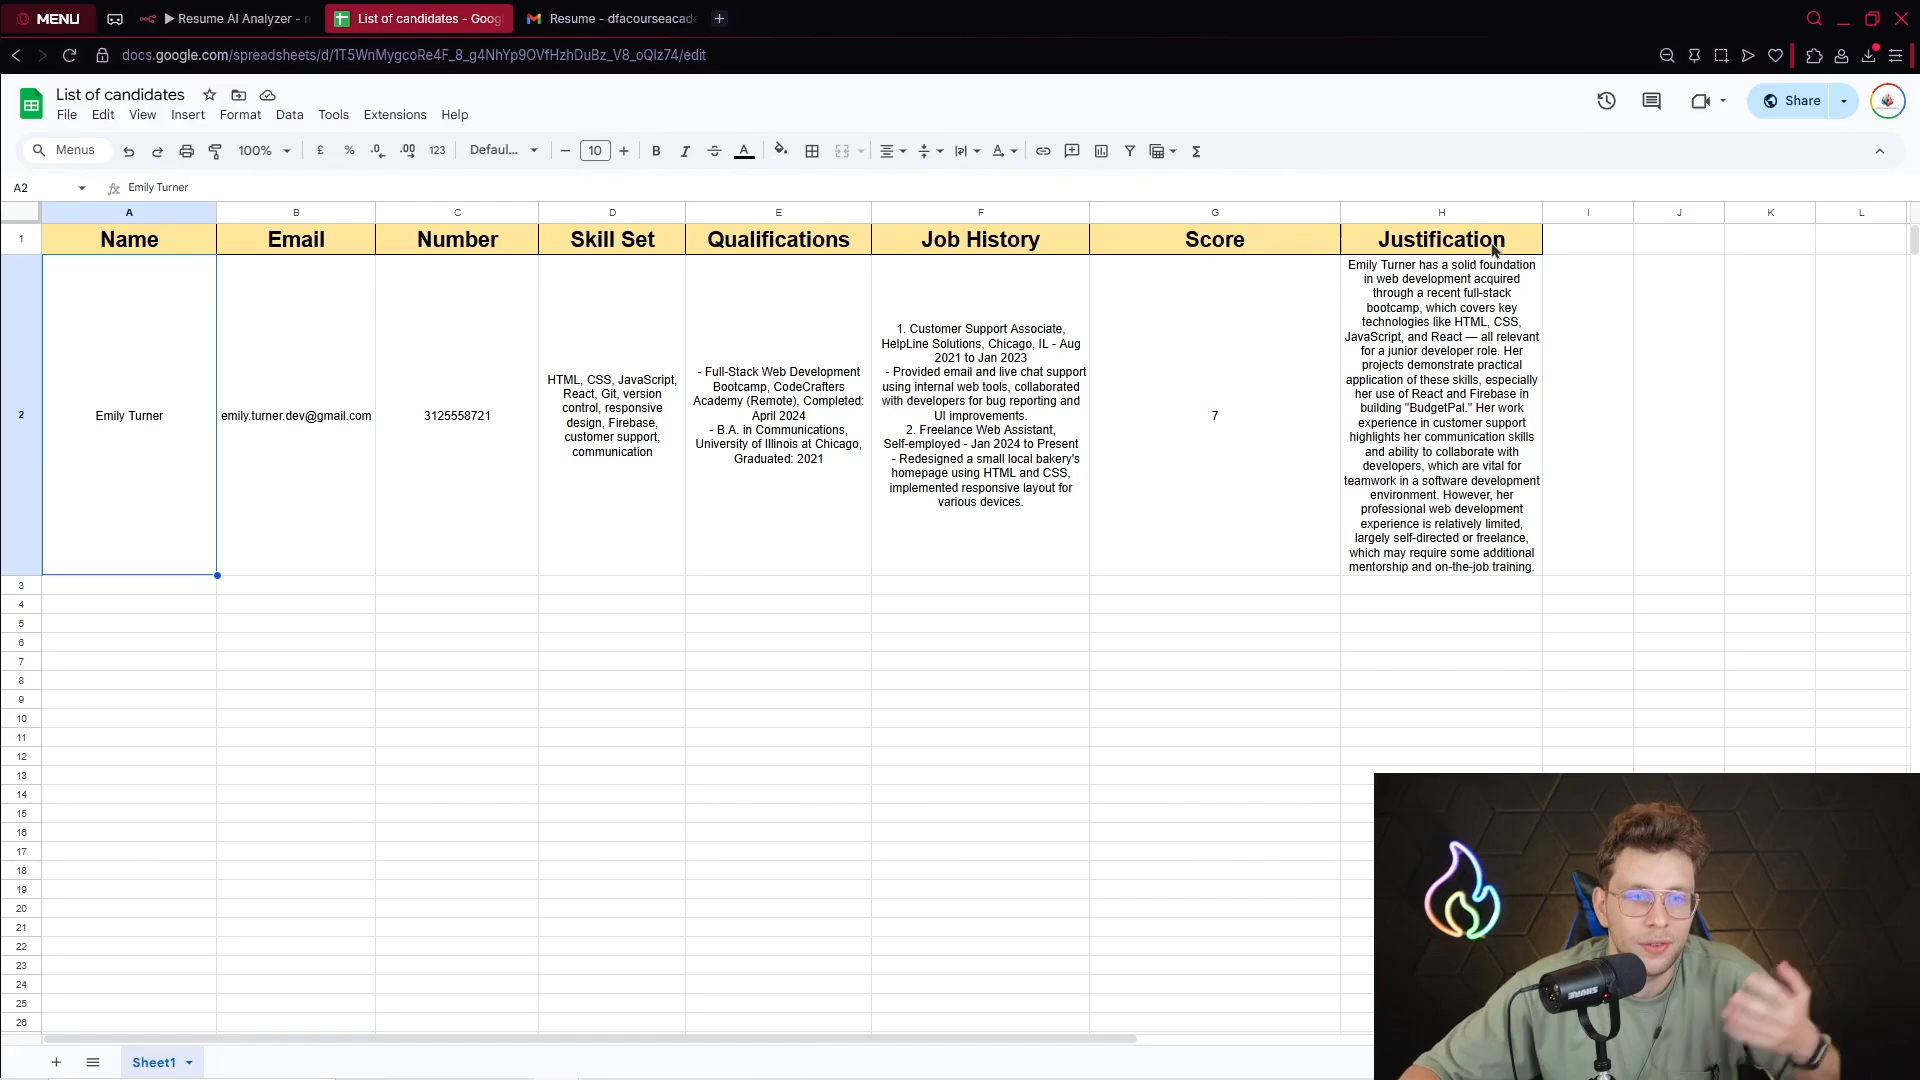 MENU
Resume AI Analyzer - n
List of candidates - Goog
Resume - dfacourseacade
docs.google.com/spreadsheets/d/1T5WnMygcoRe4F_8_g4NhYp9OVfHzhDuBz_V8_oQIz74/edit
List of candidates
Share
File Edit View Insert Format Data Tools Extensions Help
Menus 100% £ % .0 .00 123 Defaul... 10 B I A Σ
A2 fx Emily Turner
A B C D E F G H I J K L
1 Name Email Number Skill Set Qualifications Job History Score Justification
2 Emily Turner
emily.turner.dev@gmail.com
3125558721
HTML, CSS, JavaScript,
React, Git, version
control, responsive
design, Firebase,
customer support,
communication
- Full-Stack Web Development
Bootcamp, CodeCrafters
Academy (Remote), Completed:
April 2024
- B.A. in Communications,
University of Illinois at Chicago,
Graduated: 2021
1. Customer Support Associate,
HelpLine Solutions, Chicago, IL - Aug
2021 to Jan 2023
- Provided email and live chat support
using internal web tools, collaborated
with developers for bug reporting and
UI improvements.
2. Freelance Web Assistant,
Self-employed - Jan 2024 to Present
- Redesigned a small local bakery's
homepage using HTML and CSS,
implemented responsive layout for
various devices.
7
Emily Turner has a solid foundation
in web development acquired
through a recent full-stack
bootcamp, which covers key
technologies like HTML, CSS,
JavaScript, and React — all relevant
for a junior developer role. Her
projects demonstrate practical
application of these skills, especially
her use of React and Firebase in
building "BudgetPal." Her work
experience in customer support
highlights her communication skills
and ability to collaborate with
developers, which are vital for
teamwork in a software development
environment. However, her
professional web development
experience is relatively limited,
largely self-directed or freelance,
which may require some additional
mentorship and on-the-job training.
3
4
5
6
7
8
9
10
11
12
13
14
15
16
17
18
19
20
21
22
23
24
25
26
Sheet1
SHURE